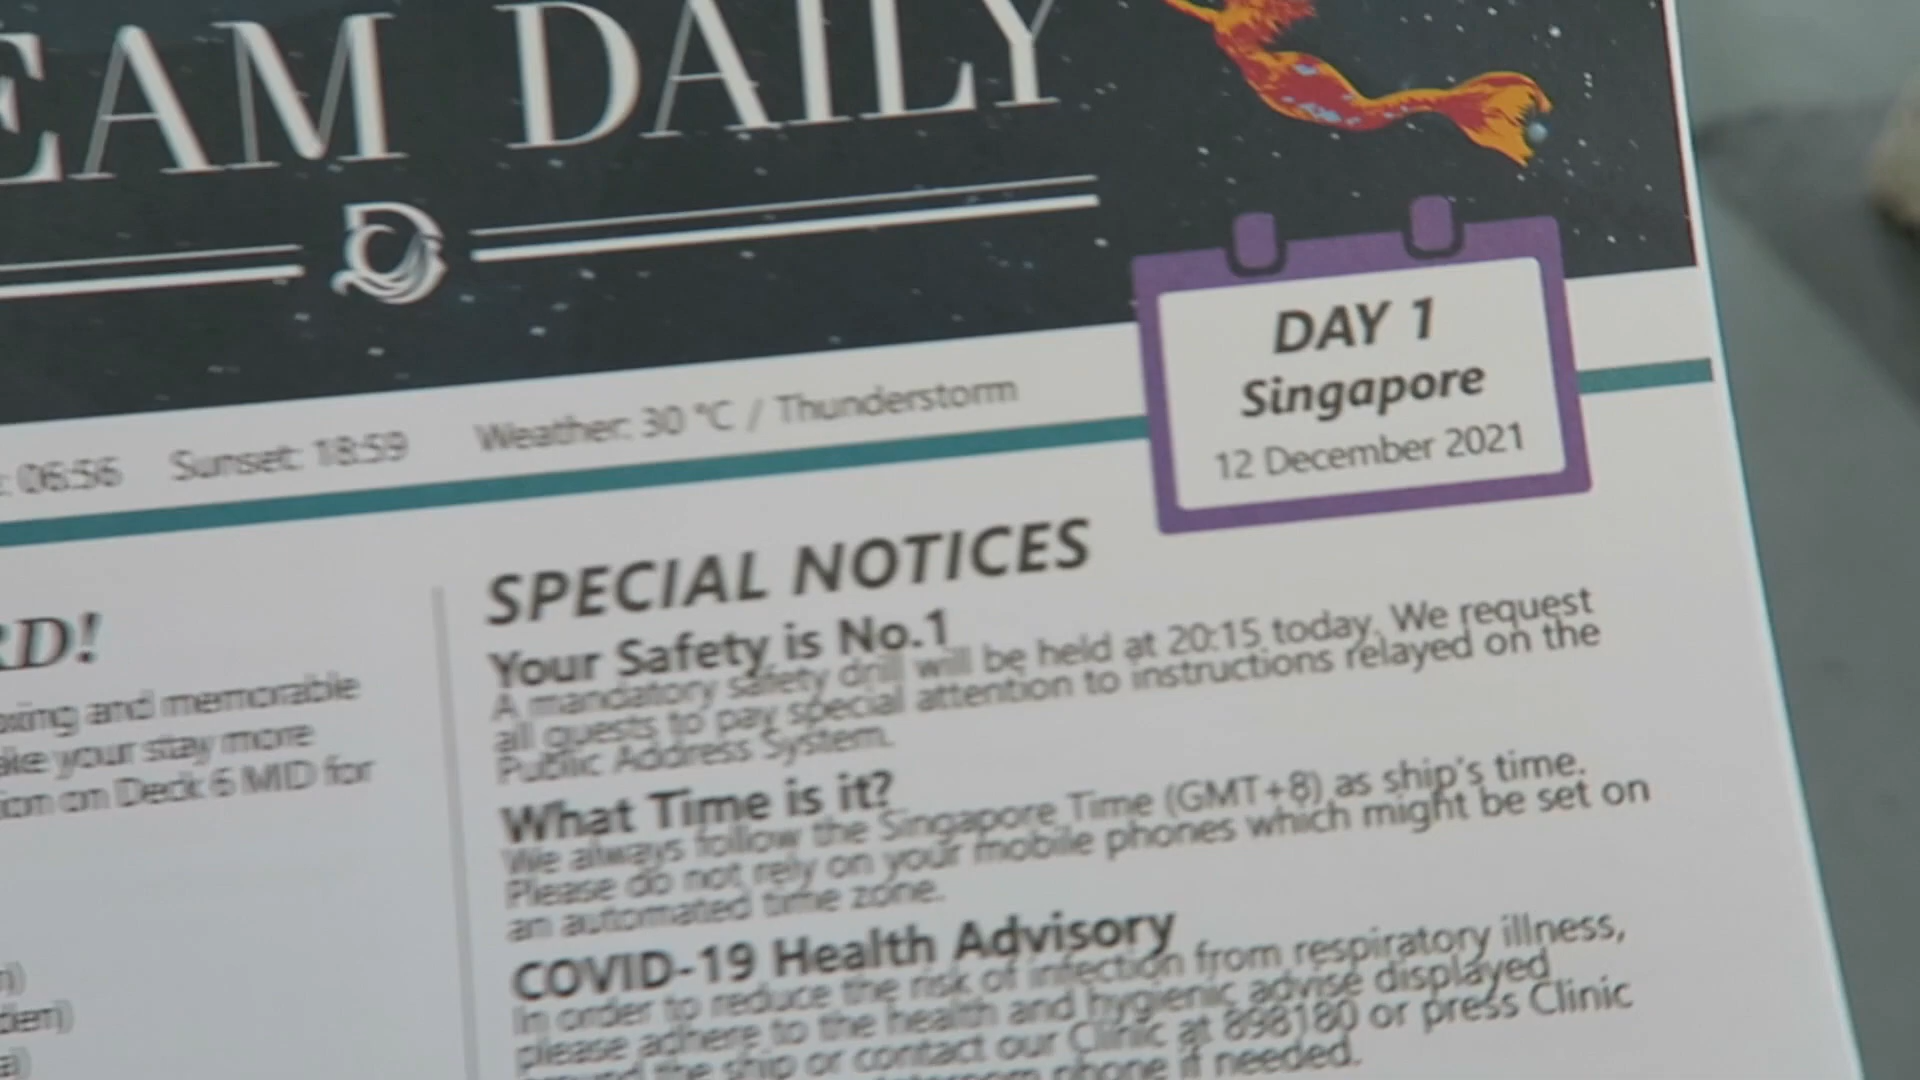 EAM DAILY
: 06:56 Sunset: 18:59 Weather: 30 °C / Thunderstorm
DAY 1
Singapore
12 December 2021
RD!
xing and memorable
ake your stay more
ion on Deck 6 MID for
SPECIAL NOTICES
Your Safety is No.1
A mandatory safety drill will be held at 20:15 today. We request
all guests to pay special attention to instructions relayed on the
Public Address System.
What Time is it?
We always follow the Singapore Time (GMT+8) as ship's time.
Please do not rely on your mobile phones which might be set on
an automated time zone.
COVID-19 Health Advisory
In order to reduce the risk of infection from respiratory illness,
please adhere to the health and hygienic advise displayed
around the ship or contact our Clinic at 898180 or press Clinic
phone if needed.